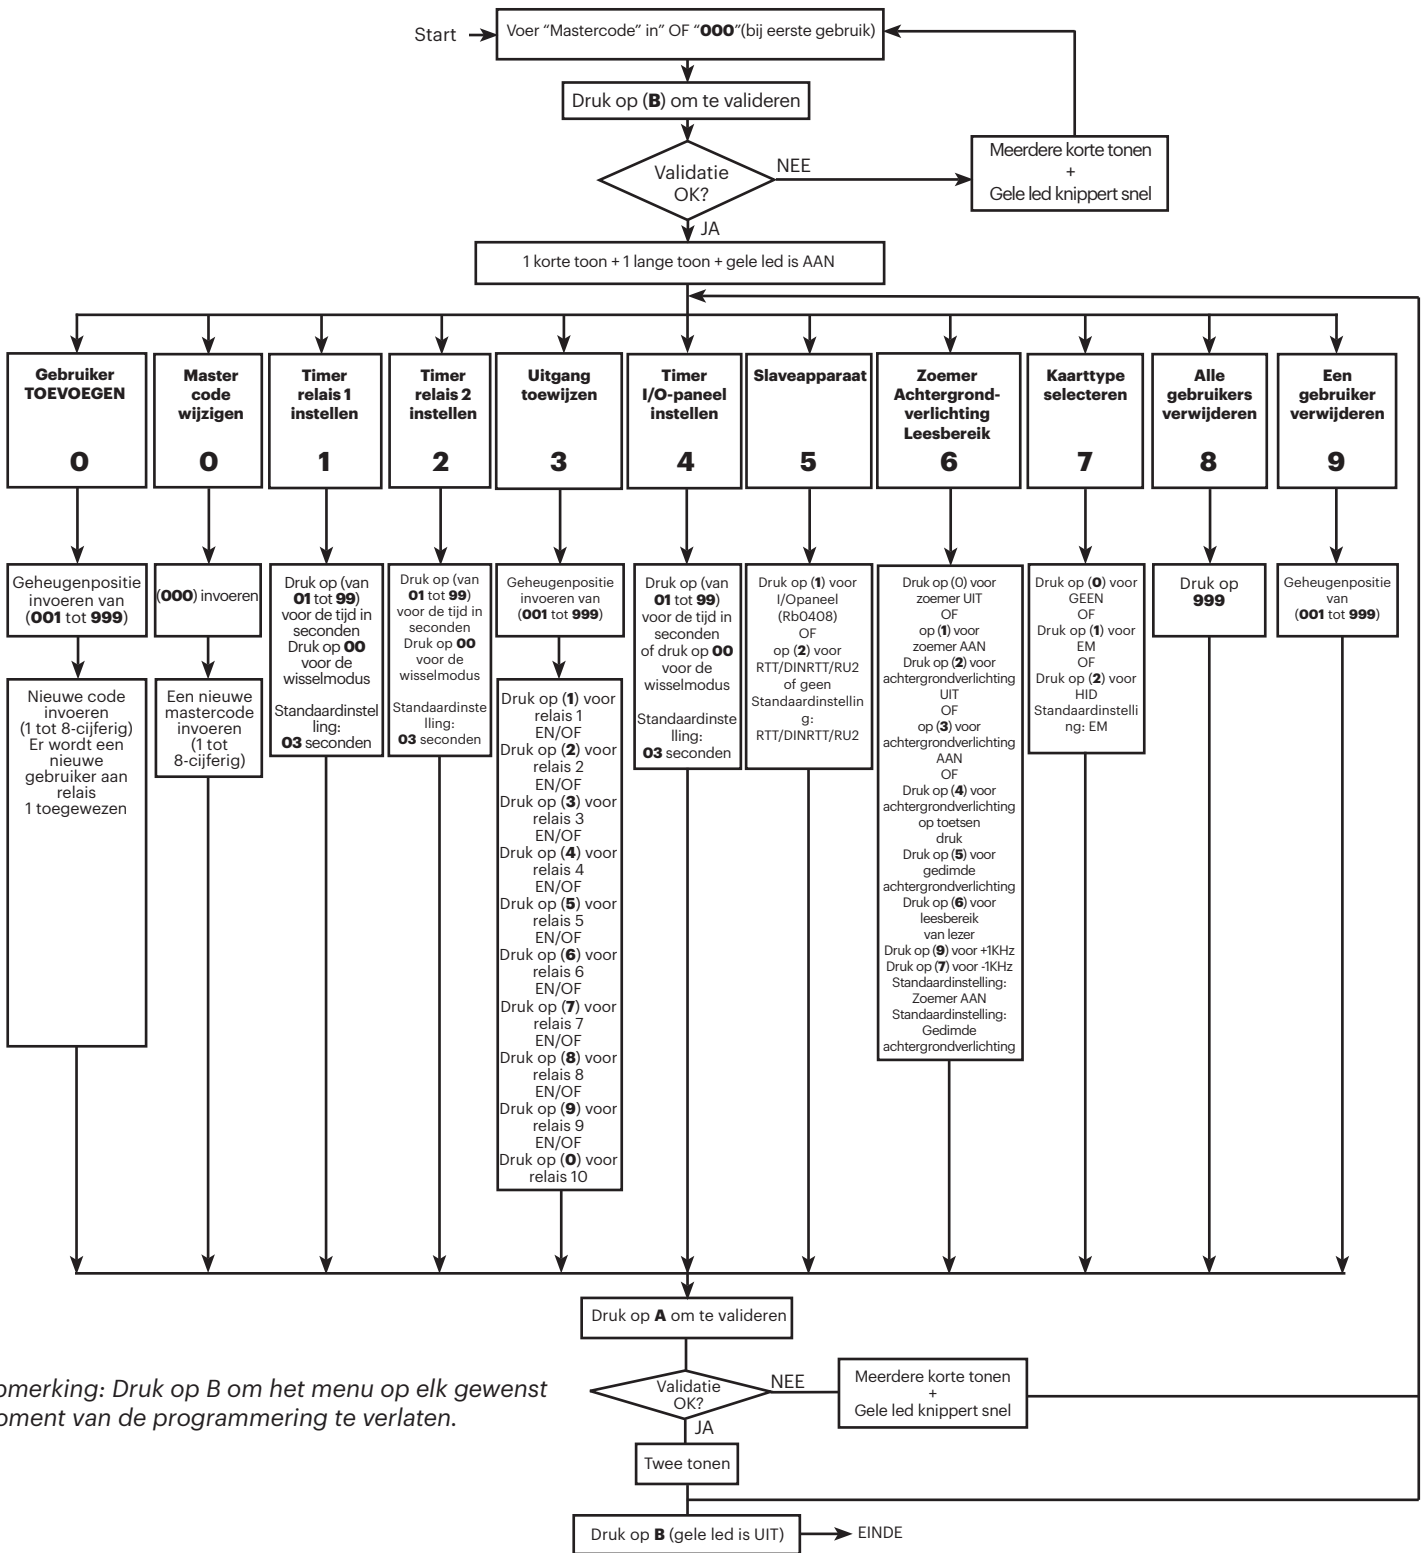 Start
Voer “Mastercode” in” OF “000”(bij eerste gebruik)
Druk op (B) om te valideren
Validatie
OK?
NEE
Meerdere korte tonen
+
Gele led knippert snel
JA
1 korte toon + 1 lange toon + gele led is AAN
Gebruiker
TOEVOEGEN
0
Master
code
wijzigen
0
Timer
relais 1
instellen
1
Timer
relais 2
instellen
2
Uitgang
toewijzen
3
Timer
I/O-paneel
instellen
4
Slaveapparaat
5
Zoemer
Achtergrond-
verlichting
Leesbereik
6
Kaarttype
selecteren
7
Alle
gebruikers
verwijderen
8
Een
gebruiker
verwijderen
9
Geheugenpositie
invoeren van
(001 tot 999)
Nieuwe code
invoeren
(1 tot 8-cijferig)
Er wordt een
nieuwe
gebruiker aan
relais
1 toegewezen
(000) invoeren
Een nieuwe
mastercode
invoeren
(1 tot
8-cijferig)
Druk op (van
01 tot 99)
voor de tijd in
seconden
Druk op 00
voor de
wisselmodus
Standaardinstel
ling:
03 seconden
Druk op (van
01 tot 99)
voor de tijd in
seconden
Druk op 00
voor de
wisselmodus
Standaardinste
lling:
03 seconden
Geheugenpositie
invoeren van
(001 tot 999)
Druk op (1) voor
relais 1
EN/OF
Druk op (2) voor
relais 2
EN/OF
Druk op (3) voor
relais 3
EN/OF
Druk op (4) voor
relais 4
EN/OF
Druk op (5) voor
relais 5
EN/OF
Druk op (6) voor
relais 6
EN/OF
Druk op (7) voor
relais 7
EN/OF
Druk op (8) voor
relais 8
EN/OF
Druk op (9) voor
relais 9
EN/OF
Druk op (0) voor
relais 10
Druk op (van
01 tot 99)
voor de tijd in
seconden
of druk op 00
voor de
wisselmodus
Standaardinste
lling:
03 seconden
Druk op (1) voor
I/Opaneel
(Rb0408)
OF
op (2) voor
RTT/DINRTT/RU2
of geen
Standaardinstellin
g:
RTT/DINRTT/RU2
Druk op (0) voor
zoemer UIT
OF
op (1) voor
zoemer AAN
Druk op (2) voor
achtergrondverlichting
UIT
OF
op (3) voor
achtergrondverlichting
AAN
OF
Druk op (4) voor
achtergrondverlichting
op toetsen
druk
Druk op (5) voor
gedimde
achtergrondverlichting
Druk op (6) voor
leesbereik
van lezer
Druk op (9) voor +1KHz
Druk op (7) voor -1KHz
Standaardinstelling:
Zoemer AAN
Standaardinstelling:
Gedimde
achtergrondverlichting
Druk op (0) voor
GEEN
OF
Druk op (1) voor
EM
OF
Druk op (2) voor
HID
Standaardinstelli
ng: EM
Druk op
999
Geheugenpositie
van
(001 tot 999)
Druk op A om te valideren
Validatie
OK?
NEE
Meerdere korte tonen
+
Gele led knippert snel
JA
Twee tonen
Druk op B (gele led is UIT)
EINDE
pmerking: Druk op B om het menu op elk gewenst
oment van de programmering te verlaten.